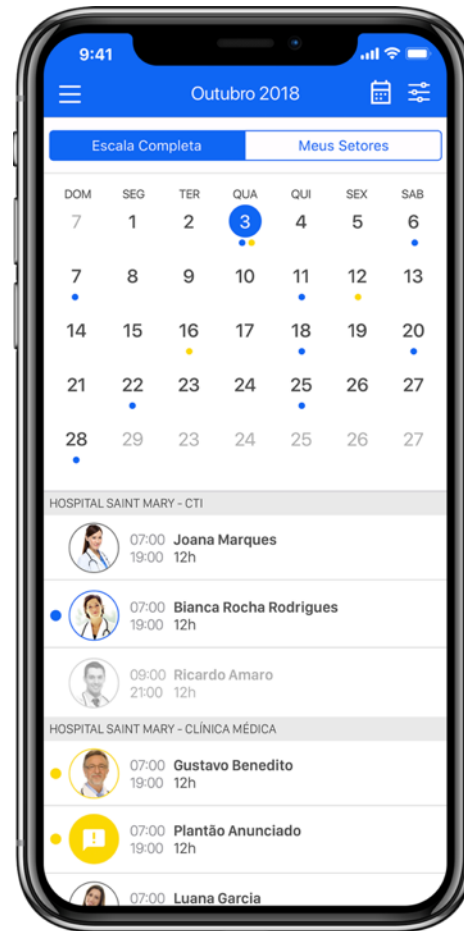 9:41
Outubro 2018
Escala Completa Meus Setores
DOM SEG TER QUA QUI SEX SAB
7 1 2 3 4 5 6
7 8 9 10 11 12 13
14 15 16 17 18 19 20
21 22 23 24 25 26 27
28 29 23 24 25 26 27
HOSPITAL SAINT MARY - CTI
07:00 Joana Marques
19:00 12h
07:00 Bianca Rocha Rodrigues
19:00 12h
09:00 Ricardo Amaro
21:00 12h
HOSPITAL SAINT MARY - CLÍNICA MÉDICA
07:00 Gustavo Benedito
19:00 12h
07:00 Plantão Anunciado
19:00 12h
07:00 Luana Garcia